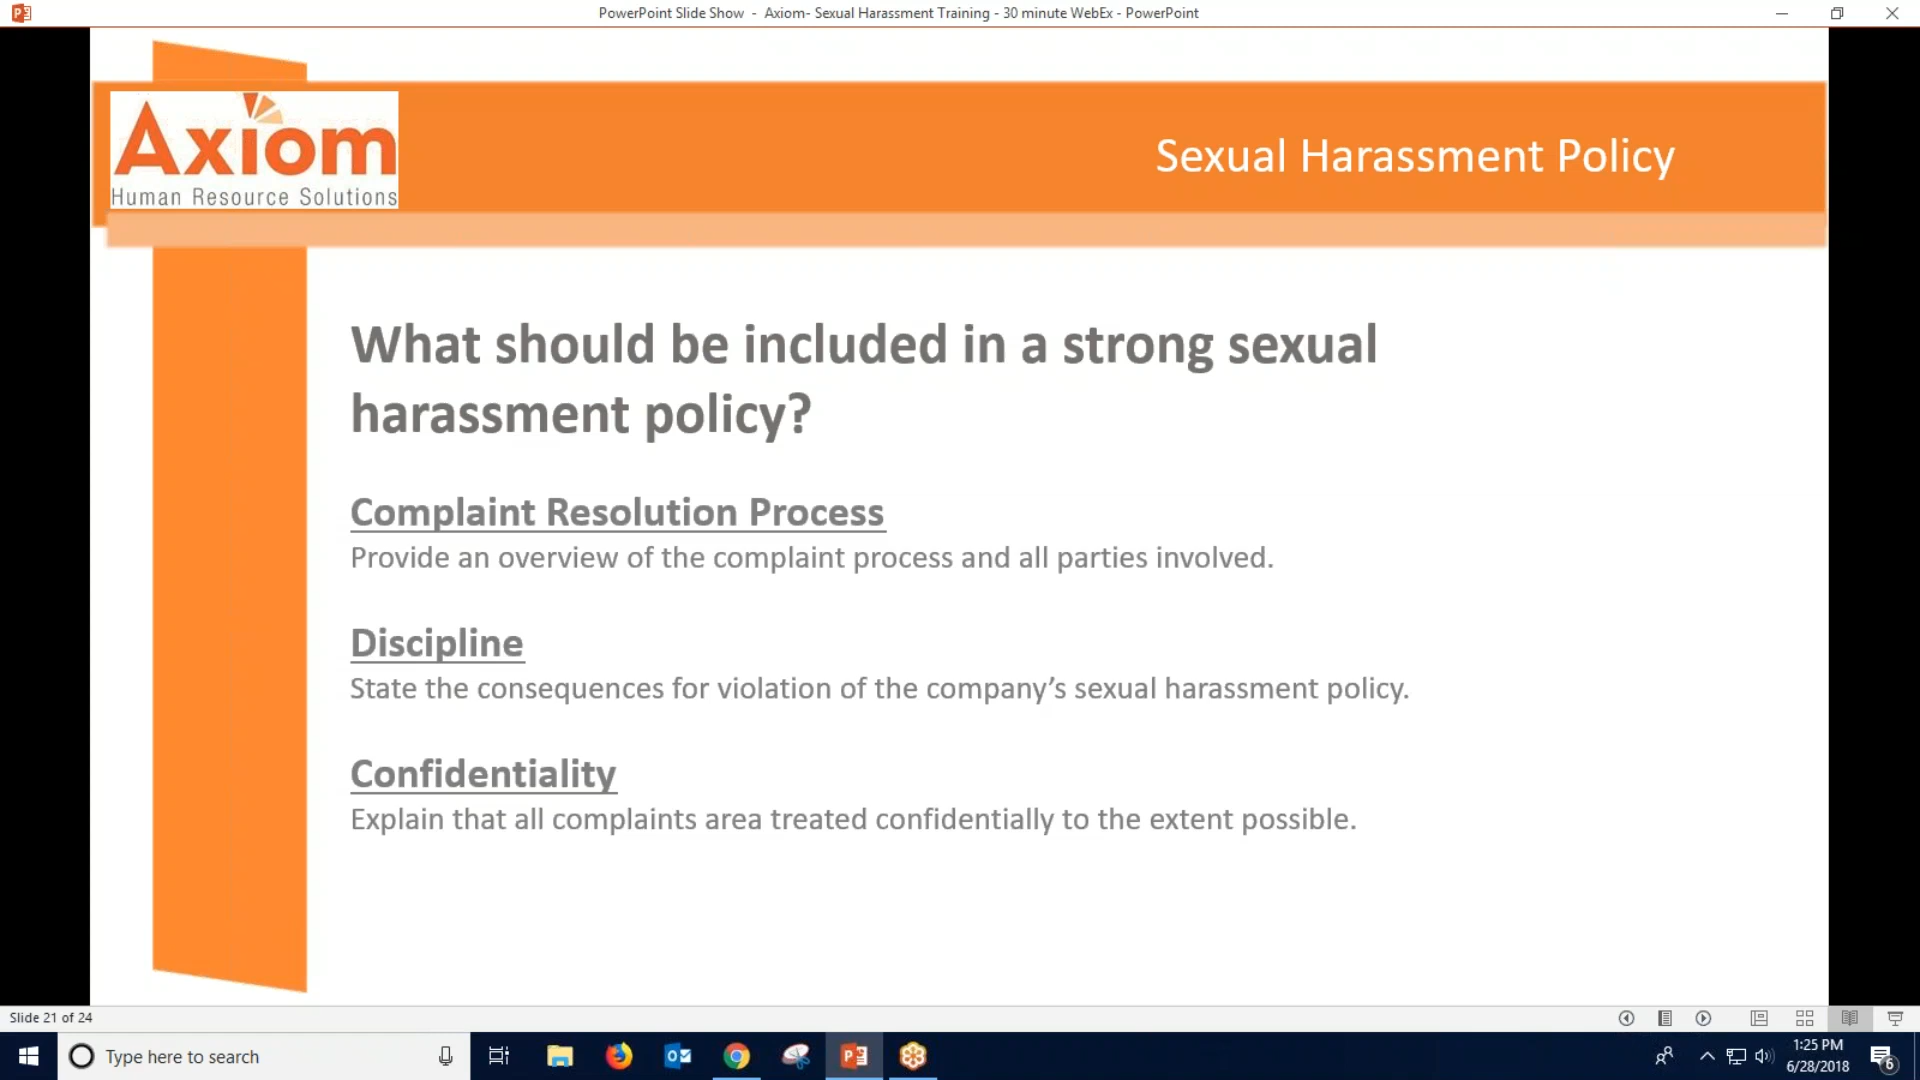 PowerPoint Slide Show - Axiom- Sexual Harassment Training - 30 minute WebEx - PowerPoint
Axiom
Human Resource Solutions
Sexual Harassment Policy
What should be included in a strong sexual
harassment policy?
Complaint Resolution Process
Provide an overview of the complaint process and all parties involved.
Discipline
State the consequences for violation of the company’s sexual harassment policy.
Confidentiality
Explain that all complaints area treated confidentially to the extent possible.
Slide 21 of 24
Type here to search
1:25 PM
6/28/2018
6